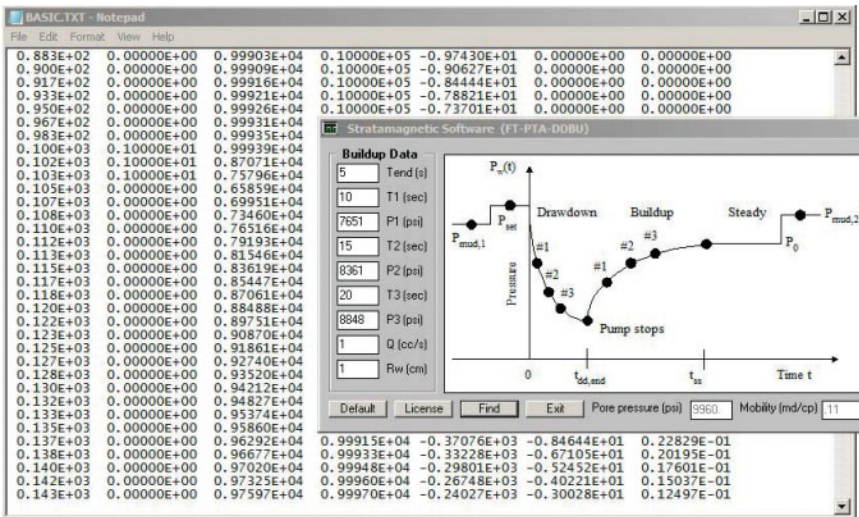 BASIC.TXT - Notepad
File Edit Format View Help
0.883E+02 0.00000E+00 0.99903E+04 0.10000E+05 -0.97430E+01 0.00000E+00 0.00000E+00
0.900E+02 0.00000E+00 0.99909E+04 0.10000E+05 -0.90627E+01 0.00000E+00 0.00000E+00
0.917E+02 0.00000E+00 0.99916E+04 0.10000E+05 -0.84444E+01 0.00000E+00 0.00000E+00
0.933E+02 0.00000E+00 0.99921E+04 0.10000E+05 -0.78821E+01 0.00000E+00 0.00000E+00
0.950E+02 0.00000E+00 0.99926E+04 0.10000E+05 -0.73701E+01 0.00000E+00 0.00000E+00
0.967E+02 0.00000E+00 0.99931E+04
0.983E+02 0.00000E+00 0.99935E+04
0.100E+03 0.10000E+01 0.99939E+04
0.102E+03 0.10000E+01 0.87071E+04
0.103E+03 0.10000E+01 0.75796E+04
0.105E+03 0.00000E+00 0.65859E+04
0.107E+03 0.00000E+00 0.69951E+04
0.108E+03 0.00000E+00 0.73460E+04
0.110E+03 0.00000E+00 0.76516E+04
0.112E+03 0.00000E+00 0.79193E+04
0.113E+03 0.00000E+00 0.81546E+04
0.115E+03 0.00000E+00 0.83619E+04
0.117E+03 0.00000E+00 0.85447E+04
0.118E+03 0.00000E+00 0.87061E+04
0.120E+03 0.00000E+00 0.88488E+04
0.122E+03 0.00000E+00 0.89751E+04
0.123E+03 0.00000E+00 0.90870E+04
0.125E+03 0.00000E+00 0.91861E+04
0.127E+03 0.00000E+00 0.92740E+04
0.128E+03 0.00000E+00 0.93520E+04
0.130E+03 0.00000E+00 0.94212E+04
0.132E+03 0.00000E+00 0.94827E+04
0.133E+03 0.00000E+00 0.95374E+04
0.135E+03 0.00000E+00 0.95860E+04
0.137E+03 0.00000E+00 0.96292E+04 0.99915E+04 -0.37076E+03 -0.84644E+01 0.22829E-01
0.138E+03 0.00000E+00 0.96677E+04 0.99933E+04 -0.33228E+03 -0.67105E+01 0.20195E-01
0.140E+03 0.00000E+00 0.97020E+04 0.99948E+04 -0.29801E+03 -0.52452E+01 0.17601E-01
0.142E+03 0.00000E+00 0.97325E+04 0.99960E+04 -0.26748E+03 -0.40221E+01 0.15037E-01
0.143E+03 0.00000E+00 0.97597E+04 0.99970E+04 -0.24027E+03 -0.30028E+01 0.12497E-01
Stratamagnetic Software (FT-PTA-DDBU)
Buildup Data
5 Tend (s)
10 T1 (sec)
7651 P1 (psi)
15 T2 (sec)
8361 P2 (psi)
20 T3 (sec)
8848 P3 (psi)
1 Q (cc/s)
1 Rw (cm)
Pw(t)
Drawdown Buildup Steady
Pmud,1
Pset
Pmud,2
P0
#1
#2
#3
#1
#2
#3
Pressure
Pump stops
0 tdd,end tss Time t
Default License Find Exit Pore pressure (psi) 9960. Mobility (md/cp) .11